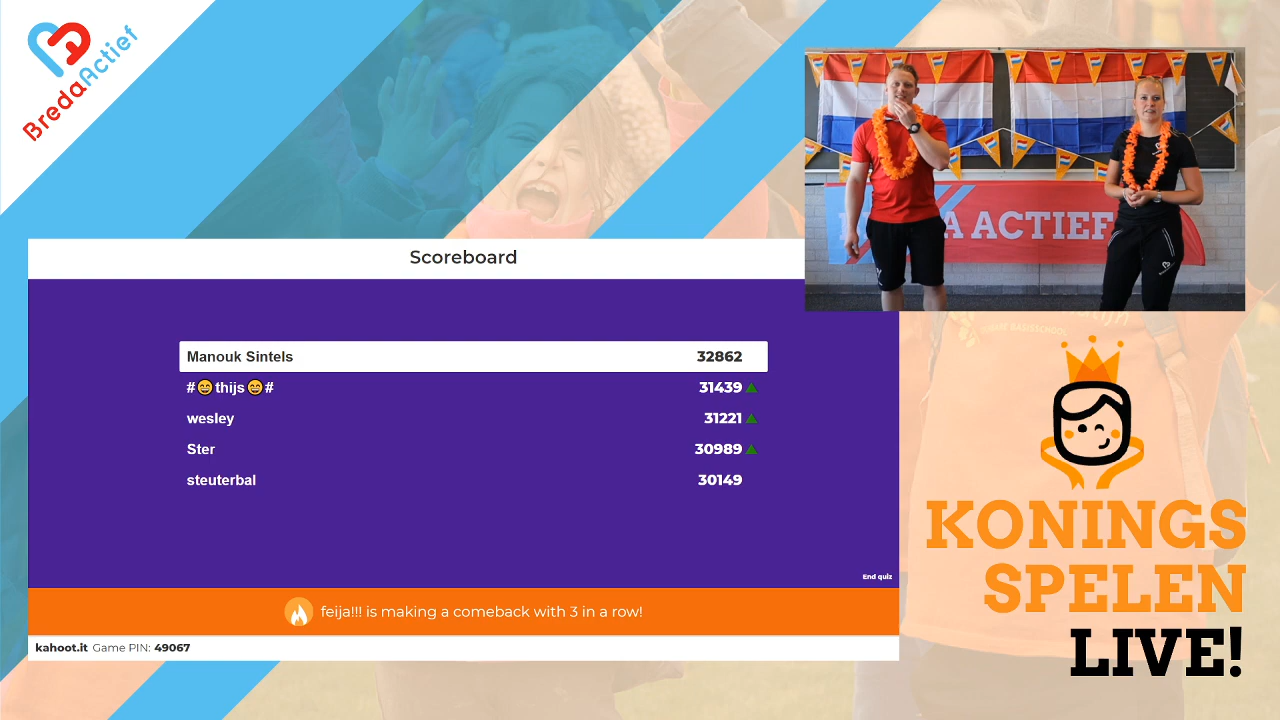 BredaActief
Scoreboard
Manouk Sintels 32862
#😄thijs😄# 31439
wesley 31221
Ster 30989
steuterbal 30149
End quiz
feija!!! is making a comeback with 3 in a row!
kahoot.it Game PIN: 49067
A ACTIEF
KONINGS
SPELEN
LIVE!